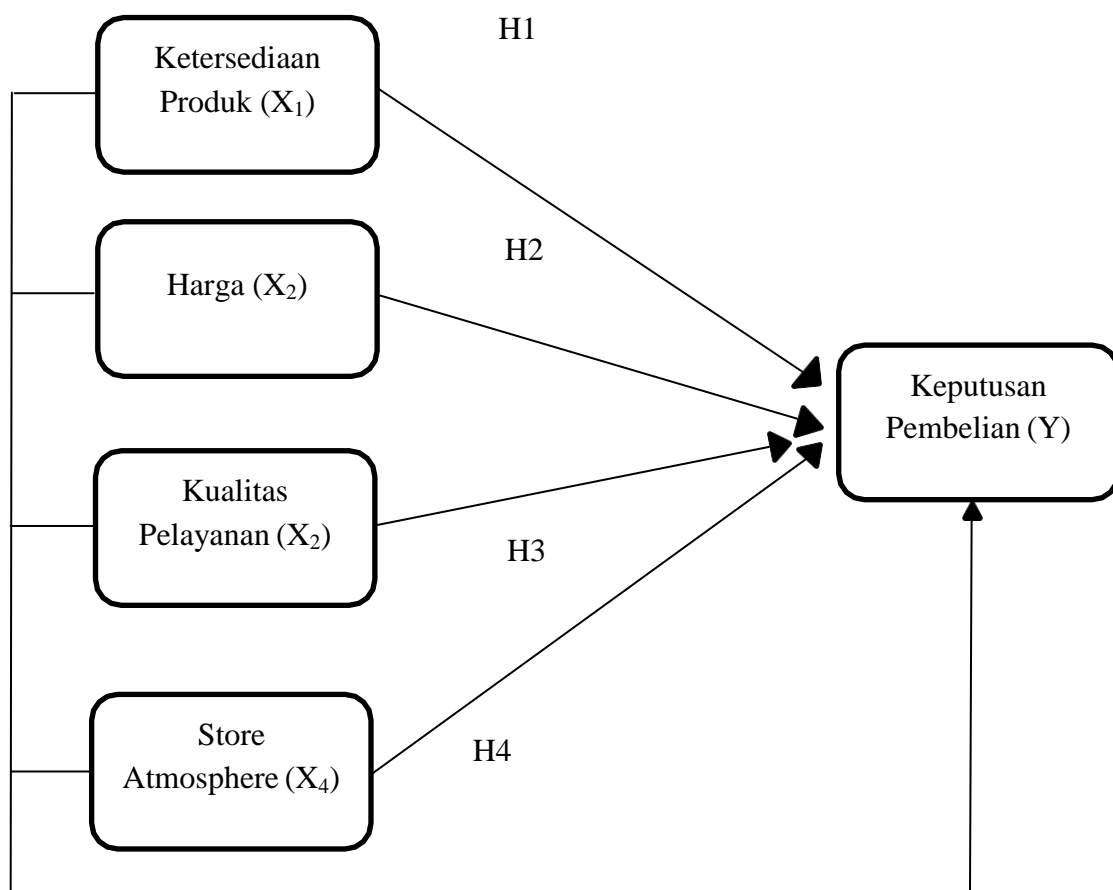 H1
Ketersediaan
Produk (X₁)
H2
Harga (X₂)
Keputusan
Pembelian (Y)
Kualitas
Pelayanan (X₂)
H3
Store
Atmosphere (X₄)
H4